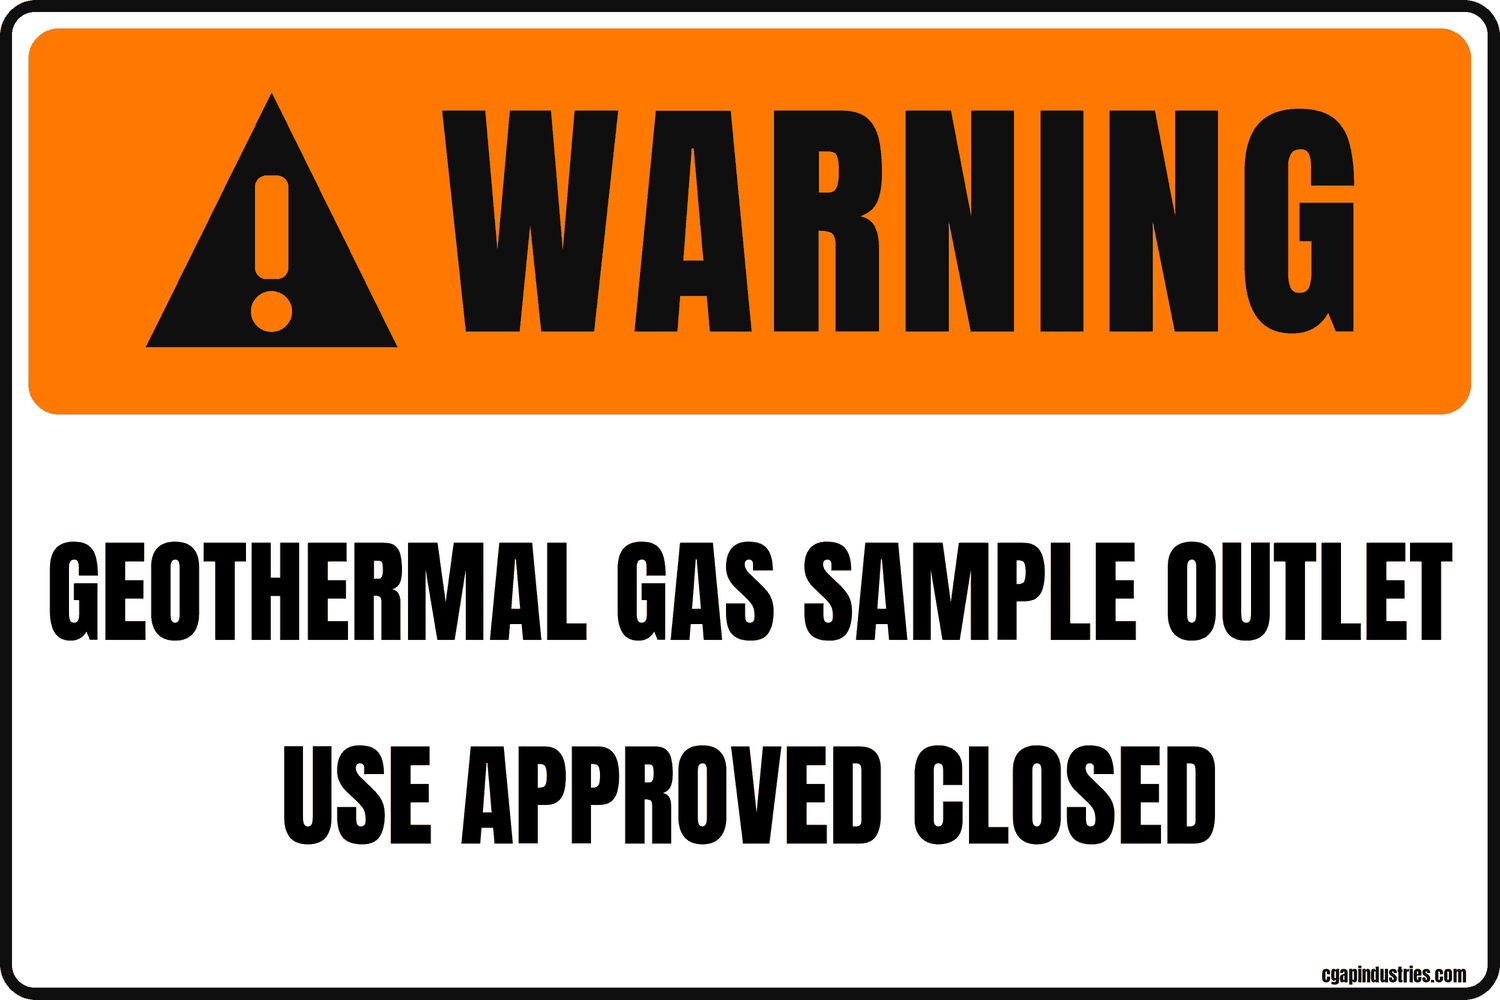 WARNING
GEOTHERMAL GAS SAMPLE OUTLET
USE APPROVED CLOSED
cgapindustries.com